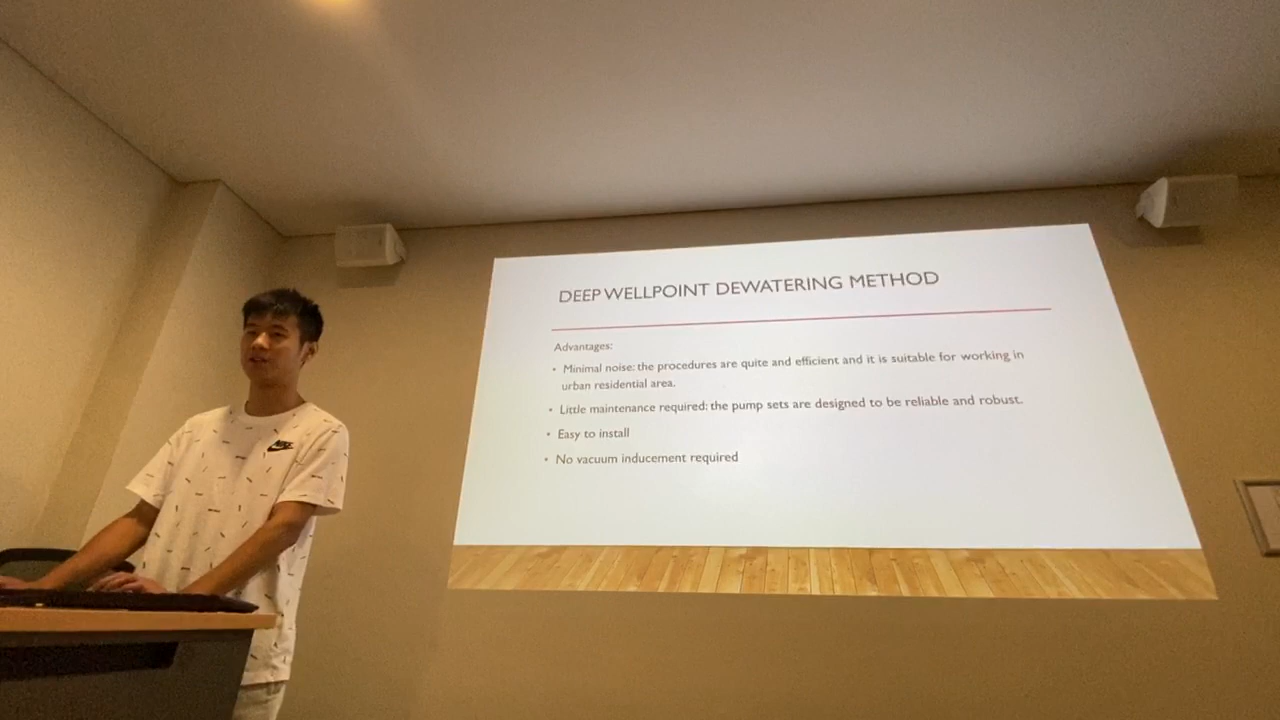 DEEP WELLPOINT DEWATERING METHOD
Advantages:
• Minimal noise: the procedures are quite and efficient and it is suitable for working in
urban residential area.
• Little maintenance required: the pump sets are designed to be reliable and robust.
• Easy to install
• No vacuum inducement required
NIKE